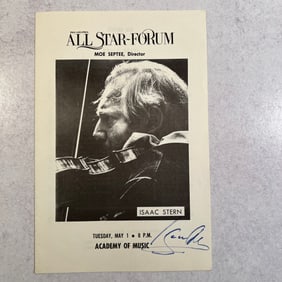 ALL STAR-FORUM
MOE SEPTEE, Director
ISAAC STERN
TUESDAY, MAY 1 ● 8 P.M.
ACADEMY OF MUSIC